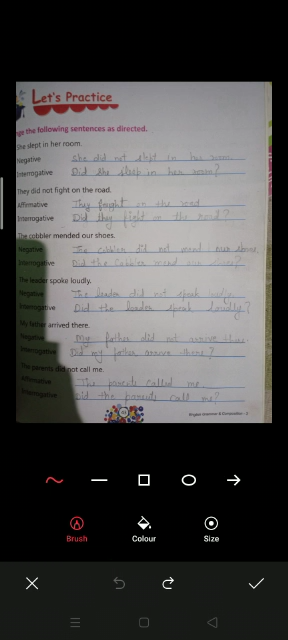 Let's Practice
the following sentences as directed.
She slept in her room.
Negative she did not slept in her room
Interrogative Did she sleep in her room?
They did not fight on the road.
Affirmative They on the road
Interrogative Did they fight on the road?
The cobbler mended our shoes.
Negative The cobbler did not mend our shoes
Interrogative Did the cobbler mend our shoes?
The leader spoke loudly.
Negative The leader did not speak
Interrogative Did the leader speak loudly?
My father arrived there.
Negative My father did not arrive there.
Interrogative Did my father arrive there?
The parents did not call me.
Affirmative The parents called me.
Interrogative Did the parents call me?
Grammar & Composition
Brush
Colour
Size